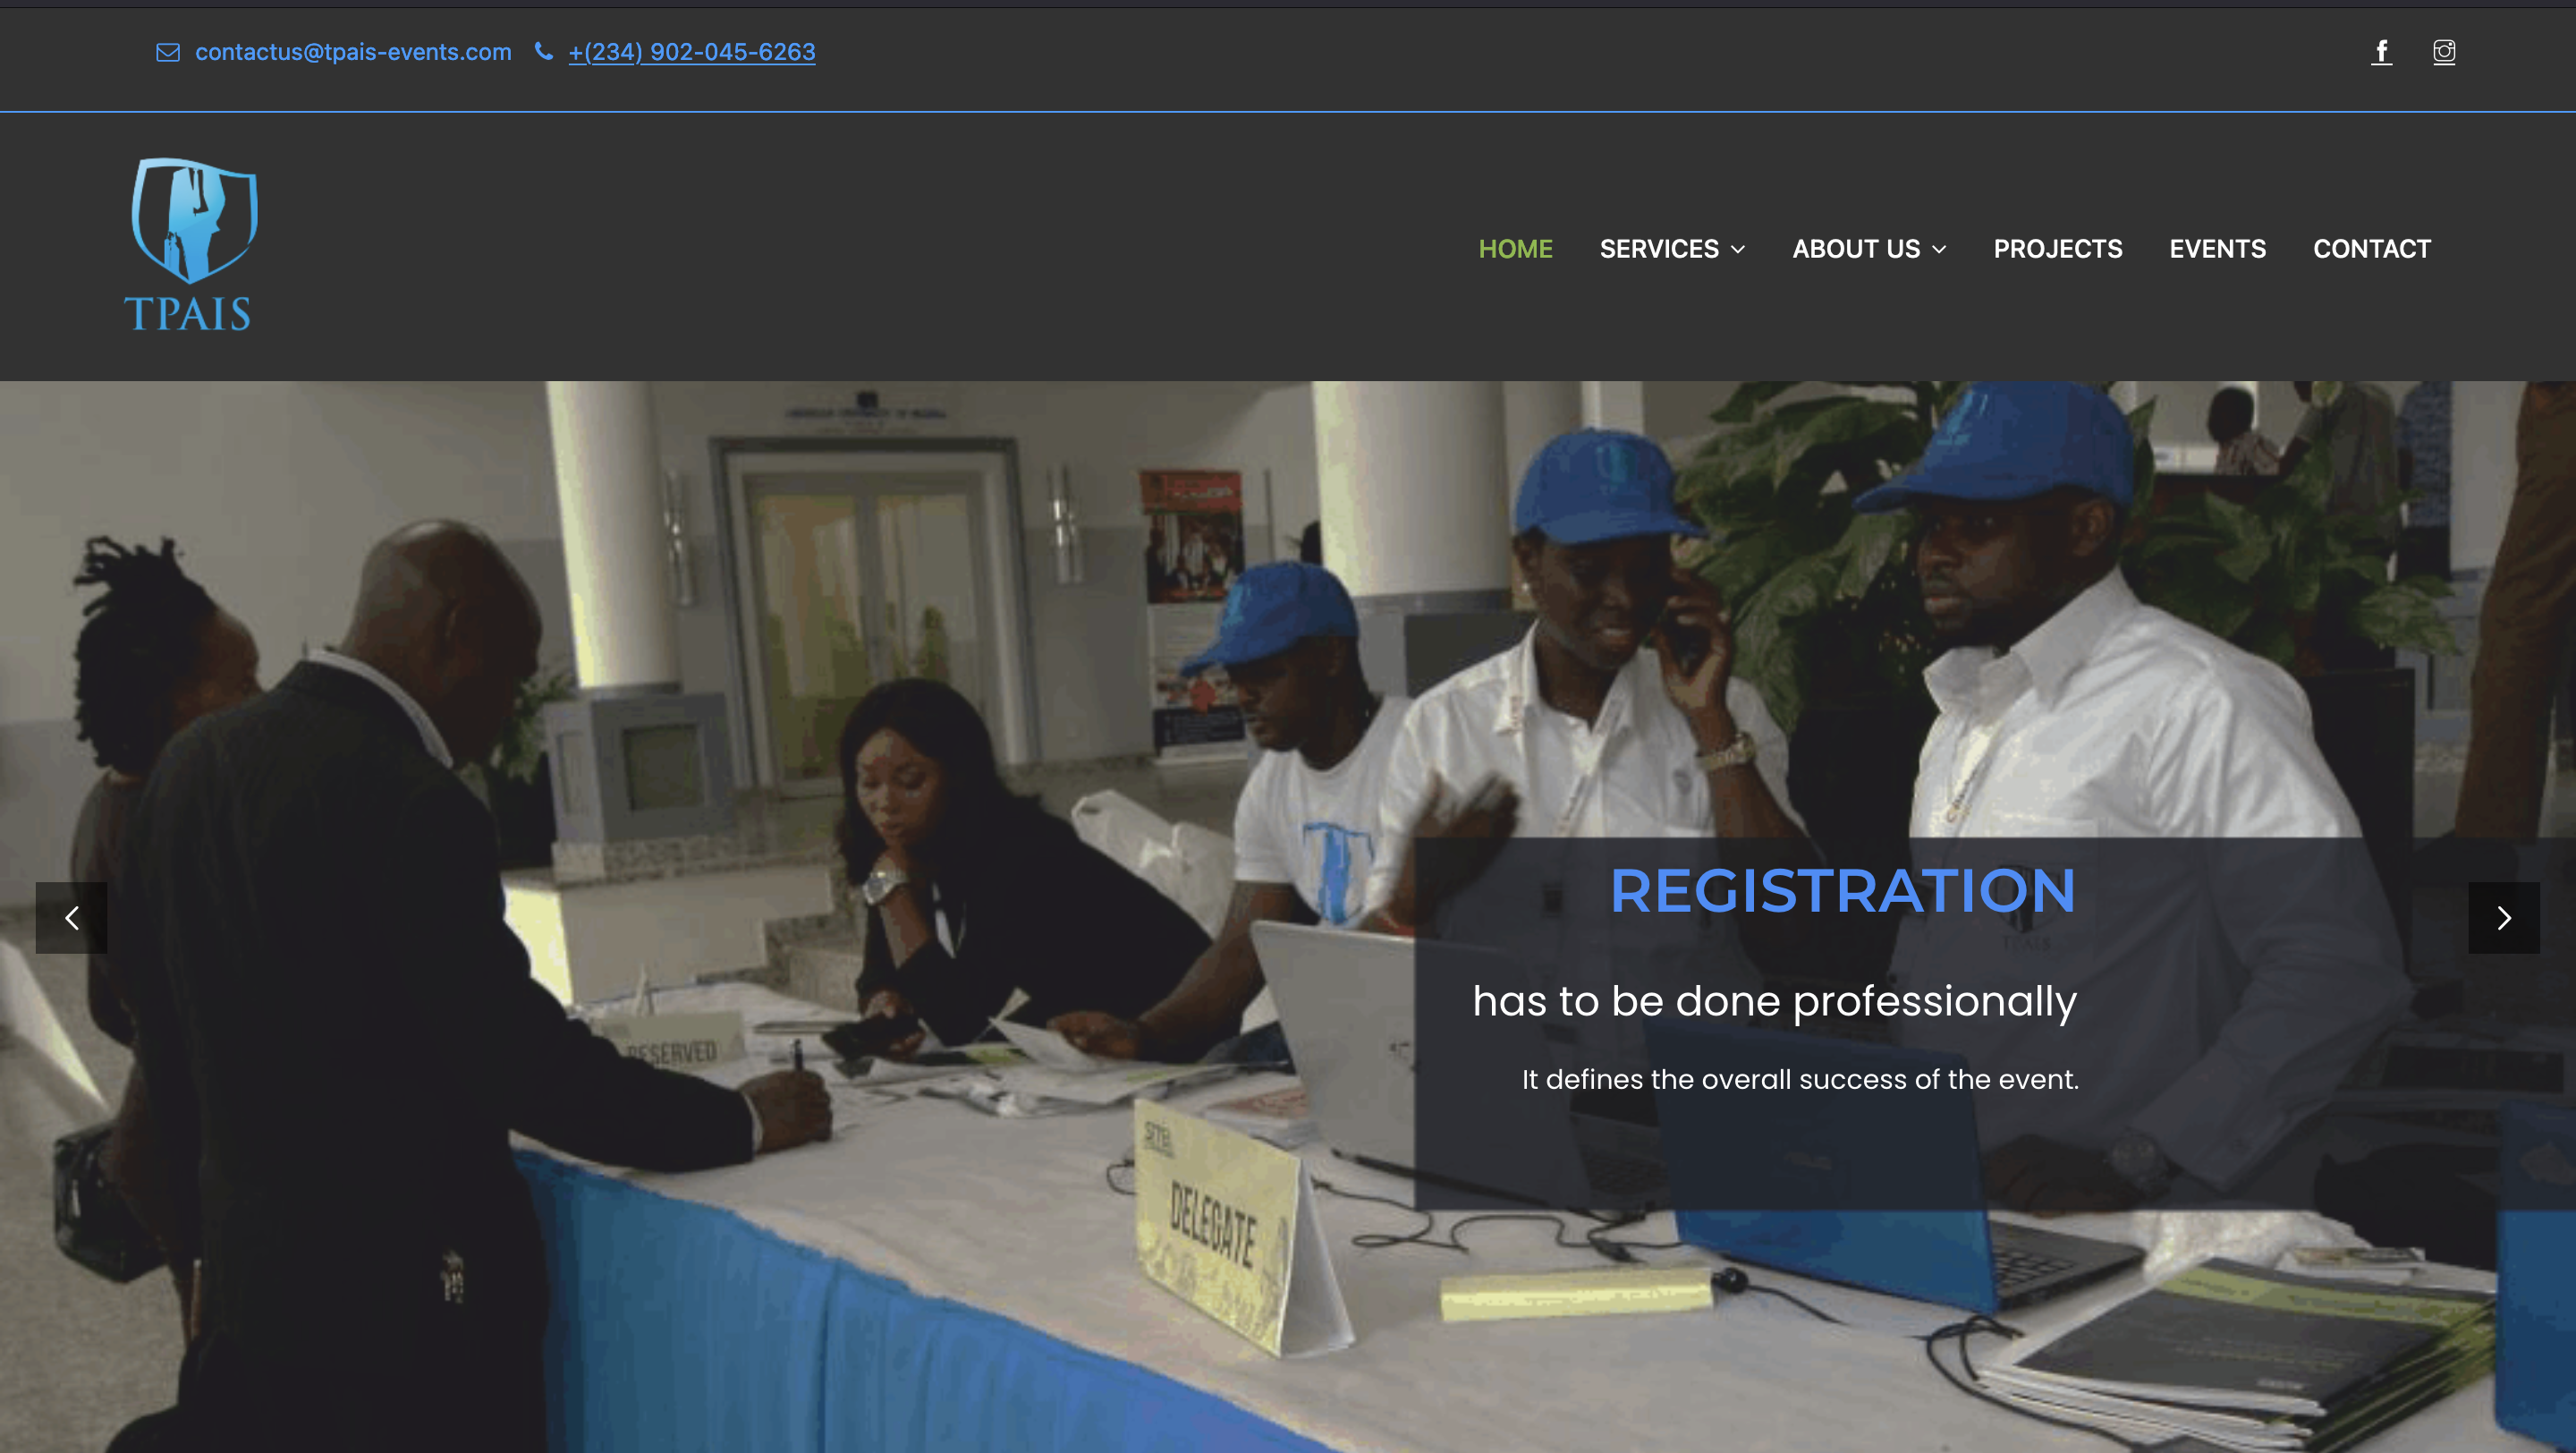 contactus@tpais-events.com +(234) 902-045-6263
TPAIS
HOME SERVICES ABOUT US PROJECTS EVENTS CONTACT
REGISTRATION
has to be done professionally
It defines the overall success of the event.
RESERVED
DELEGATE
TPAIS